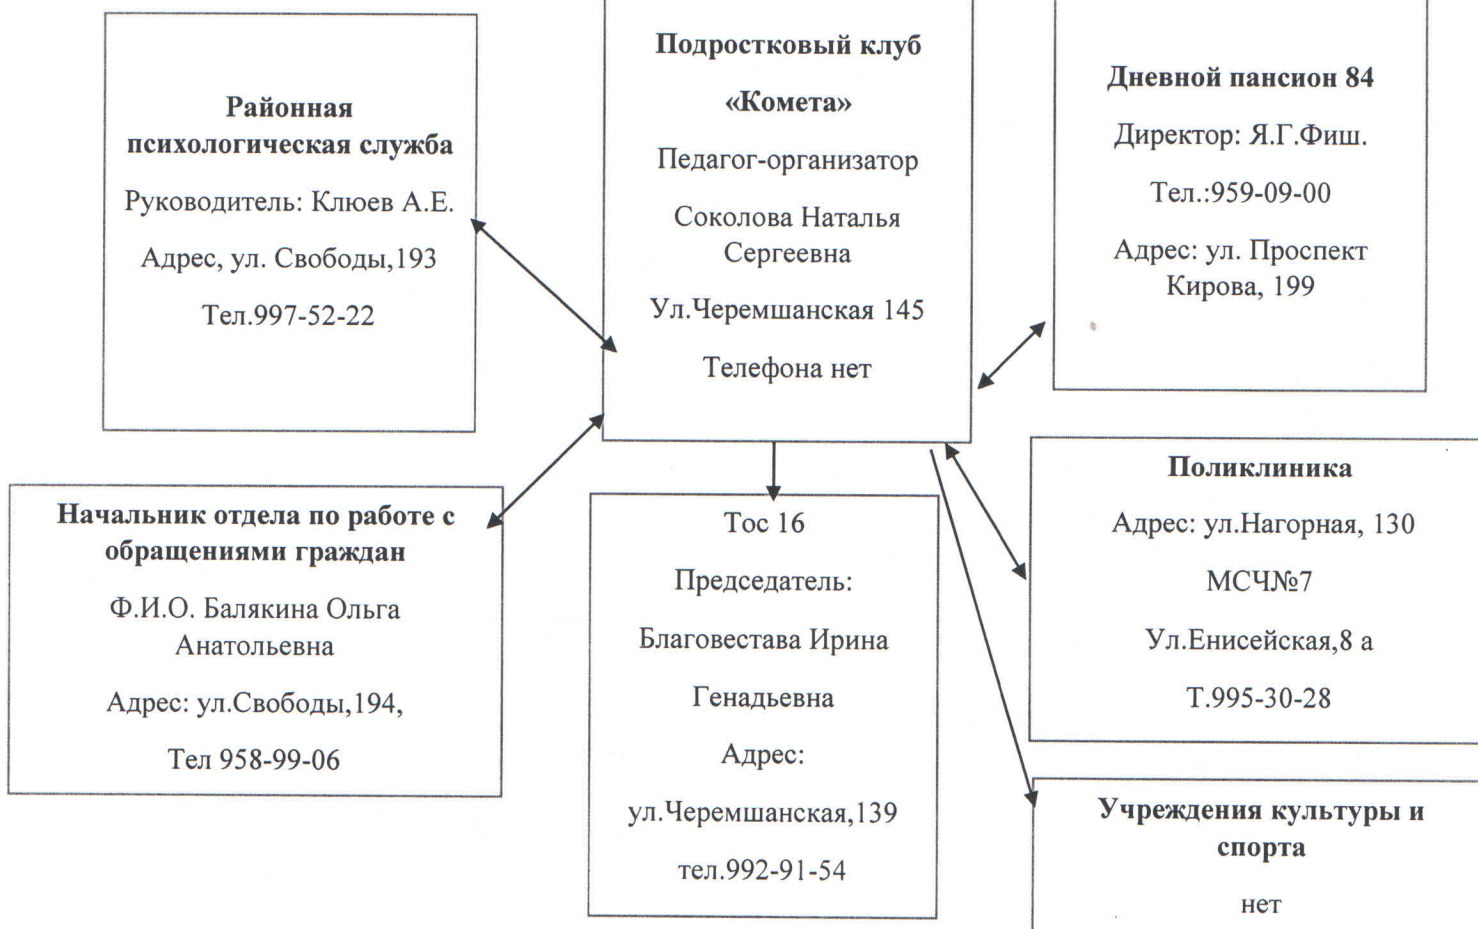 Районная
психологическая служба
Руководитель: Клюев А.Е.
Адрес, ул. Свободы,193
Тел.997-52-22
Подростковый клуб
«Комета»
Педагог-организатор
Соколова Наталья
Сергеевна
Ул.Черемшанская 145
Телефона нет
Дневной пансион 84
Директор: Я.Г.Фиш.
Тел.:959-09-00
Адрес: ул. Проспект
Кирова, 199
Начальник отдела по работе с
обращениями граждан
Ф.И.О. Балякина Ольга
Анатольевна
Адрес: ул.Свободы,194,
Тел 958-99-06
Тос 16
Председатель:
Благовестава Ирина
Генадьевна
Адрес:
ул.Черемшанская,139
тел.992-91-54
Поликлиника
Адрес: ул.Нагорная, 130
МСЧ№7
Ул.Енисейская,8 а
Т.995-30-28
Учреждения культуры и
спорта
нет